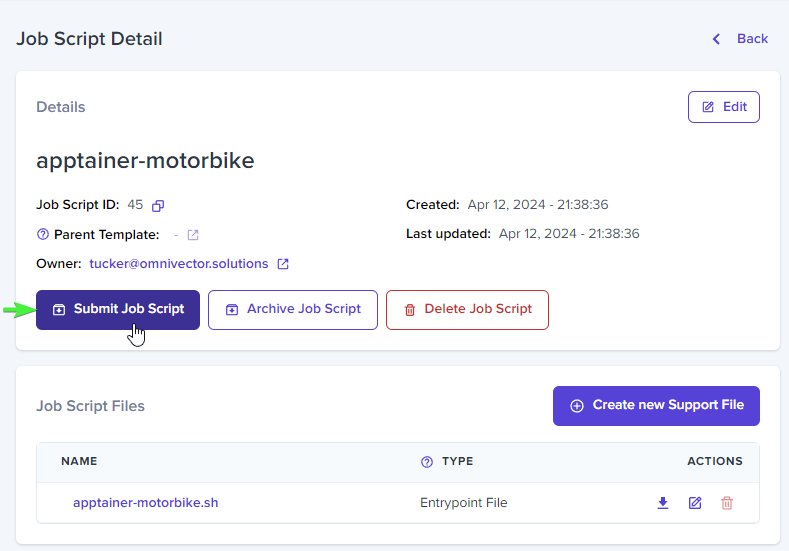 Job Script Detail
Back
Details
Edit
apptainer-motorbike
Job Script ID: 45
Created: Apr 12, 2024 - 21:38:36
Parent Template: -
Last updated: Apr 12, 2024 - 21:38:36
Owner: tucker@omnivector.solutions
Submit Job Script
Archive Job Script
Delete Job Script
Job Script Files
Create new Support File
NAME
TYPE
ACTIONS
apptainer-motorbike.sh
Entrypoint File